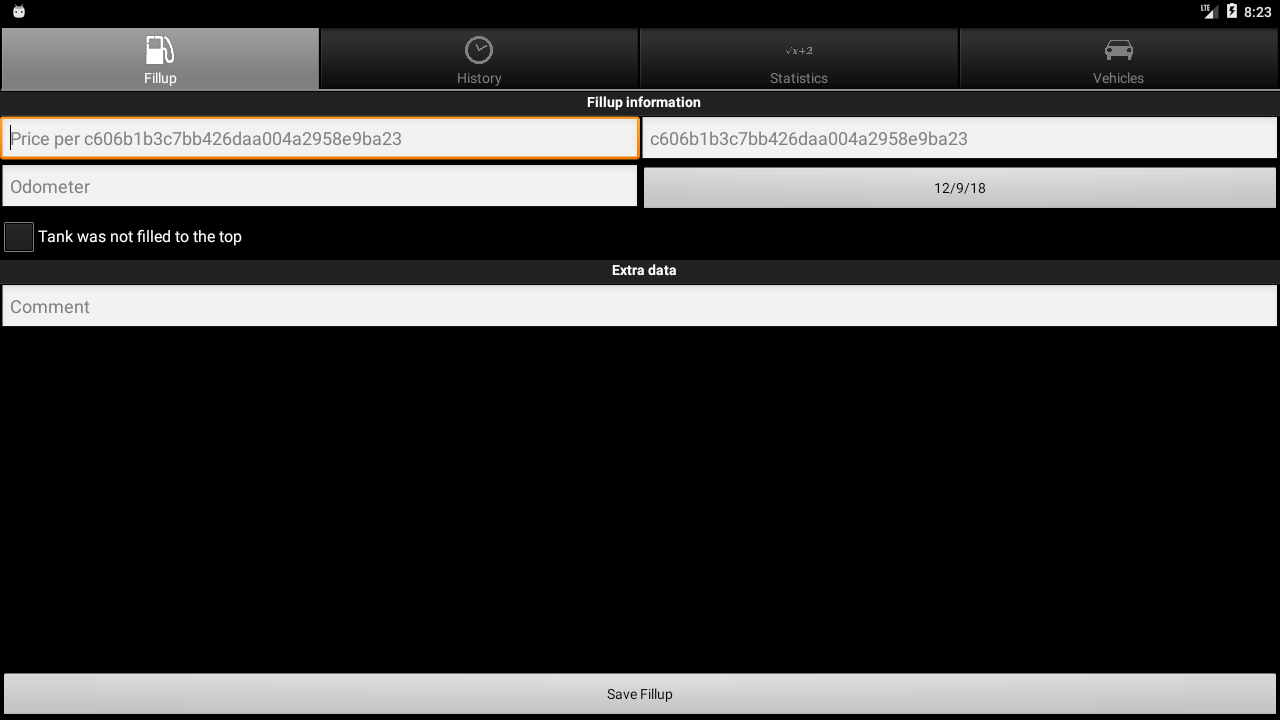 LTE 8:23
Fillup
History
√x+2
Statistics
Vehicles
Fillup information
Price per c606b1b3c7bb426daa004a2958e9ba23
c606b1b3c7bb426daa004a2958e9ba23
Odometer
12/9/18
Tank was not filled to the top
Extra data
Comment
Save Fillup